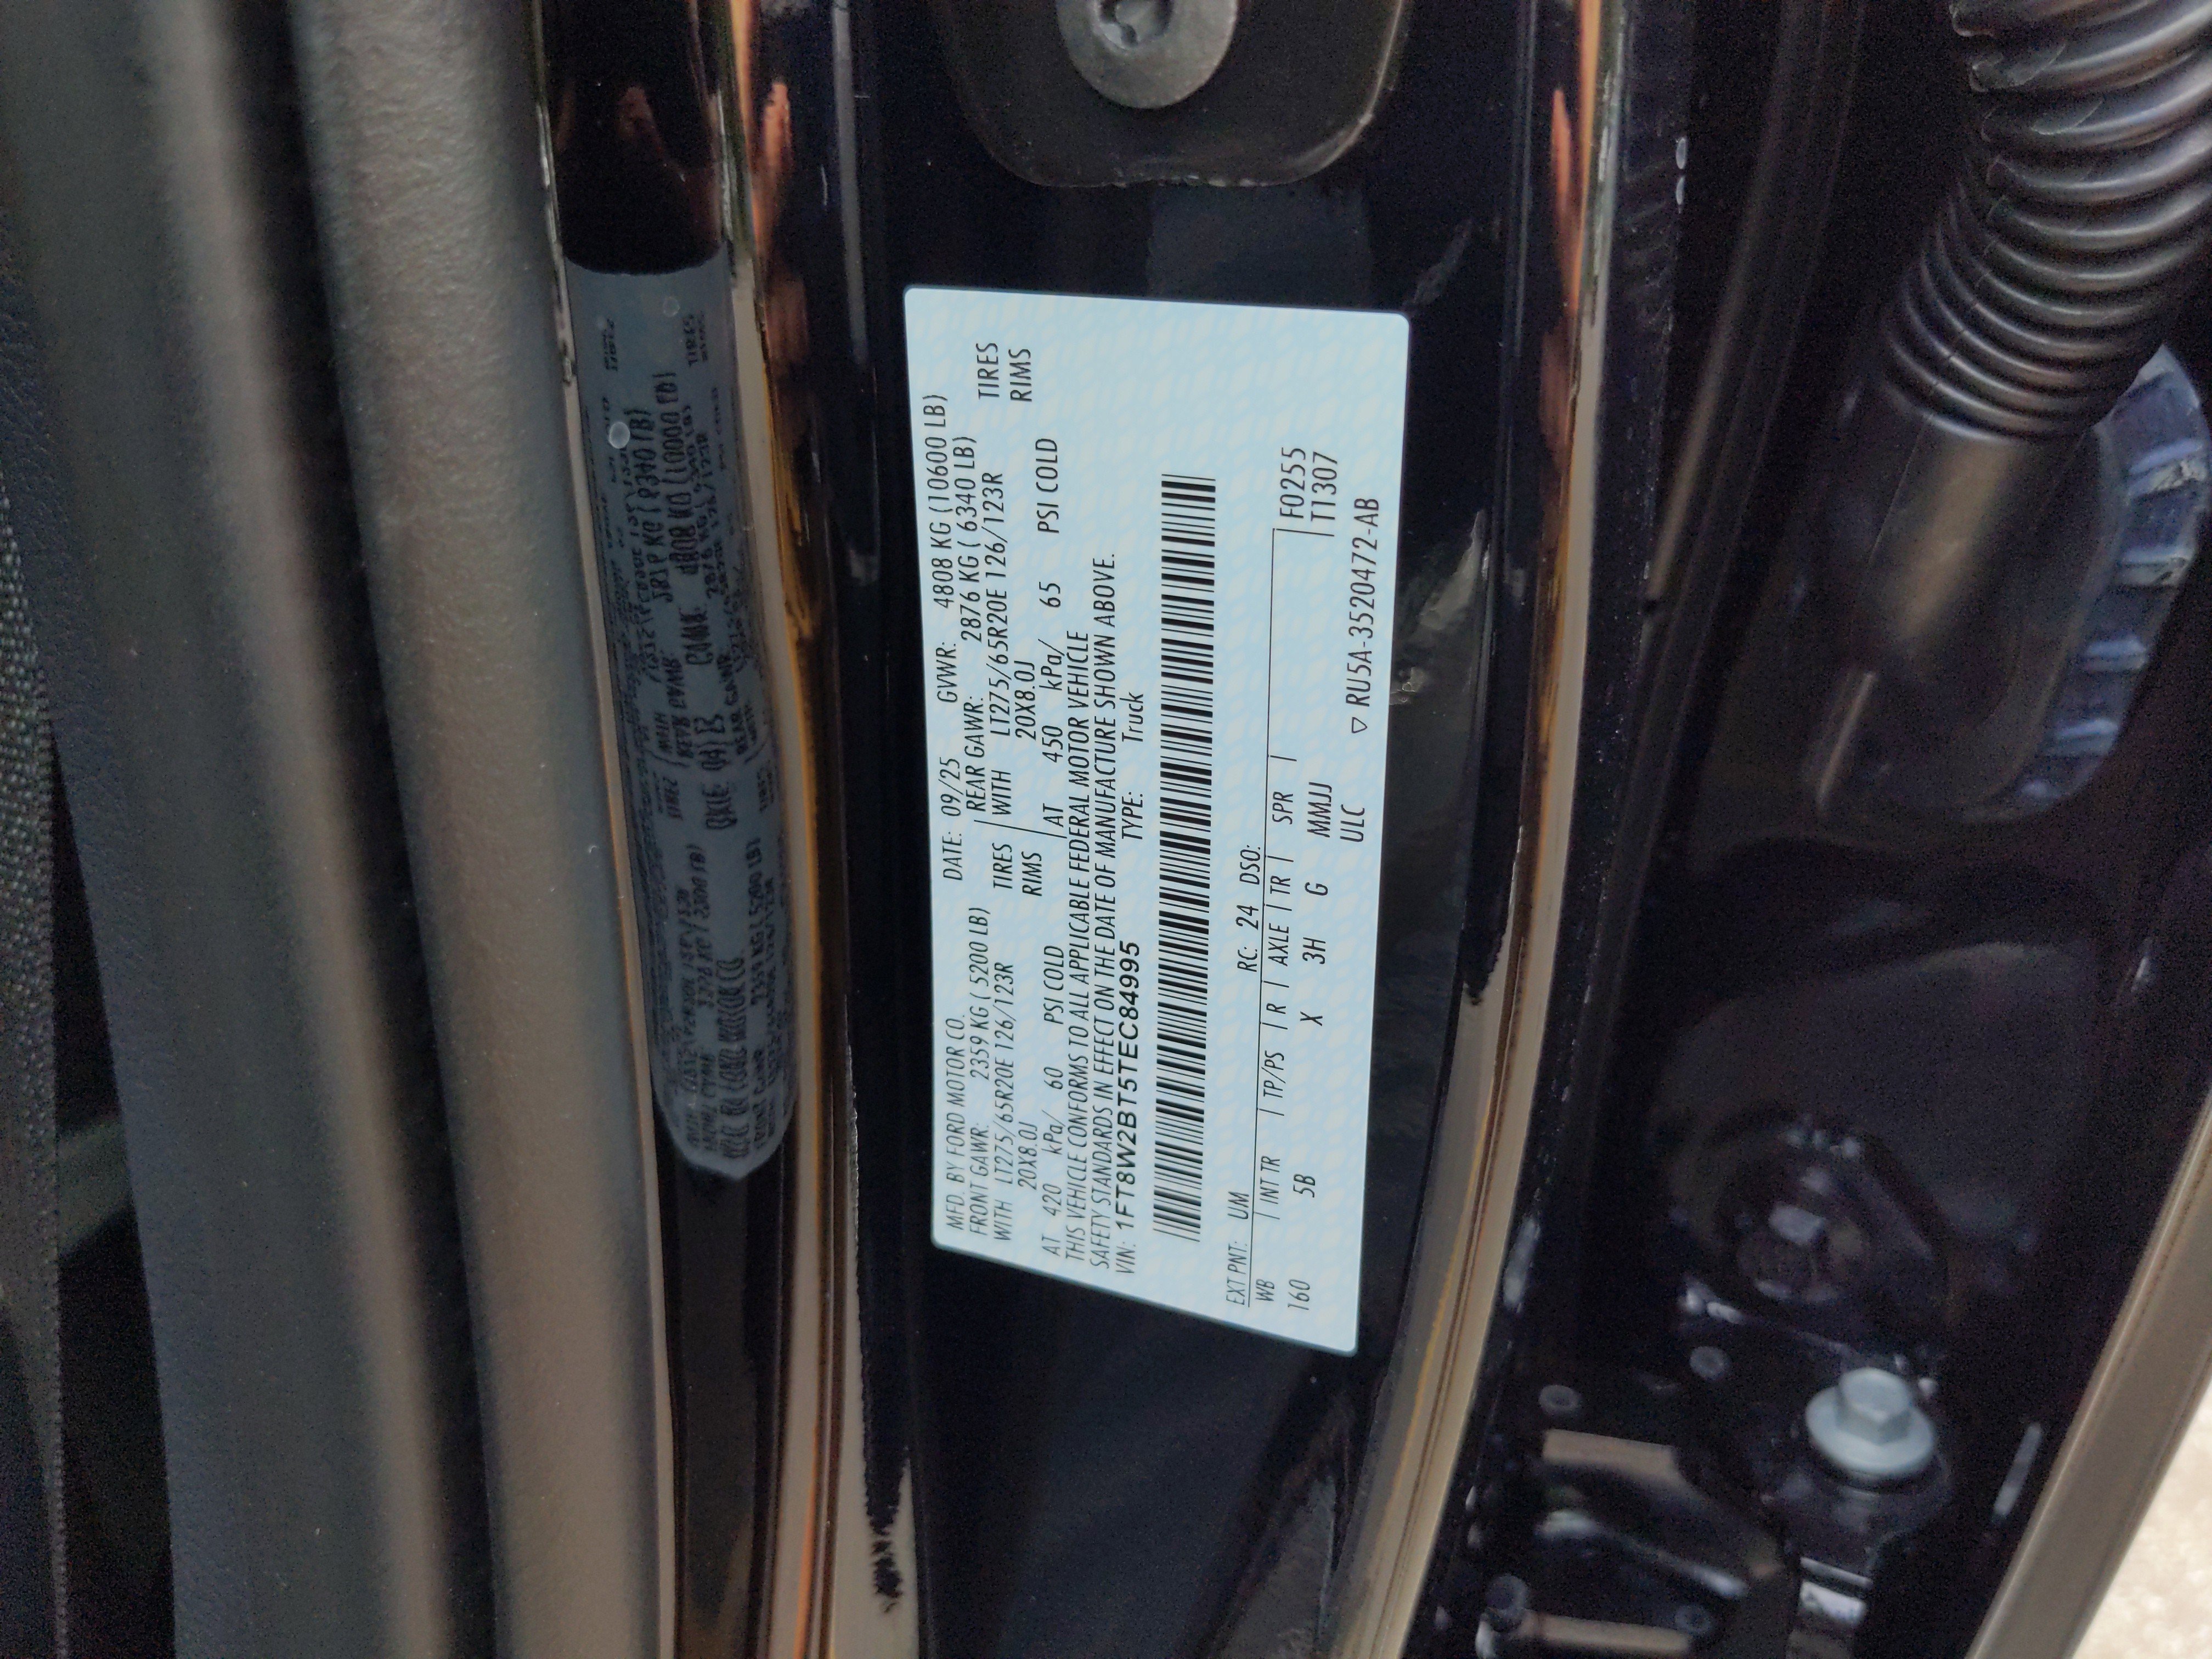 MFD. BY FORD MOTOR CO. DATE: 09/25 GVWR: 4808 KG (10600 LB)
FRONT GAWR: 2359 KG ( 5200 LB) REAR GAWR: 2876 KG ( 6340 LB)
WITH LT275/65R20E 126/123R TIRES WITH LT275/65R20E 126/123R TIRES
20X8.0J RIMS 20X8.0J RIMS
AT 420 kPa/ 60 PSI COLD AT 450 kPa/ 65 PSI COLD
THIS VEHICLE CONFORMS TO ALL APPLICABLE FEDERAL MOTOR VEHICLE
SAFETY STANDARDS IN EFFECT ON THE DATE OF MANUFACTURE SHOWN ABOVE.
VIN: 1FT8W2BT5TEC84995 TYPE: Truck
EXT PNT: UM RC: 24 DSO:
WB | INT TR | TP/PS | R | AXLE | TR | SPR | F0255
160 5B X 3H G MMJJ T1307
ULC ▽ RU5A-3520472-AB